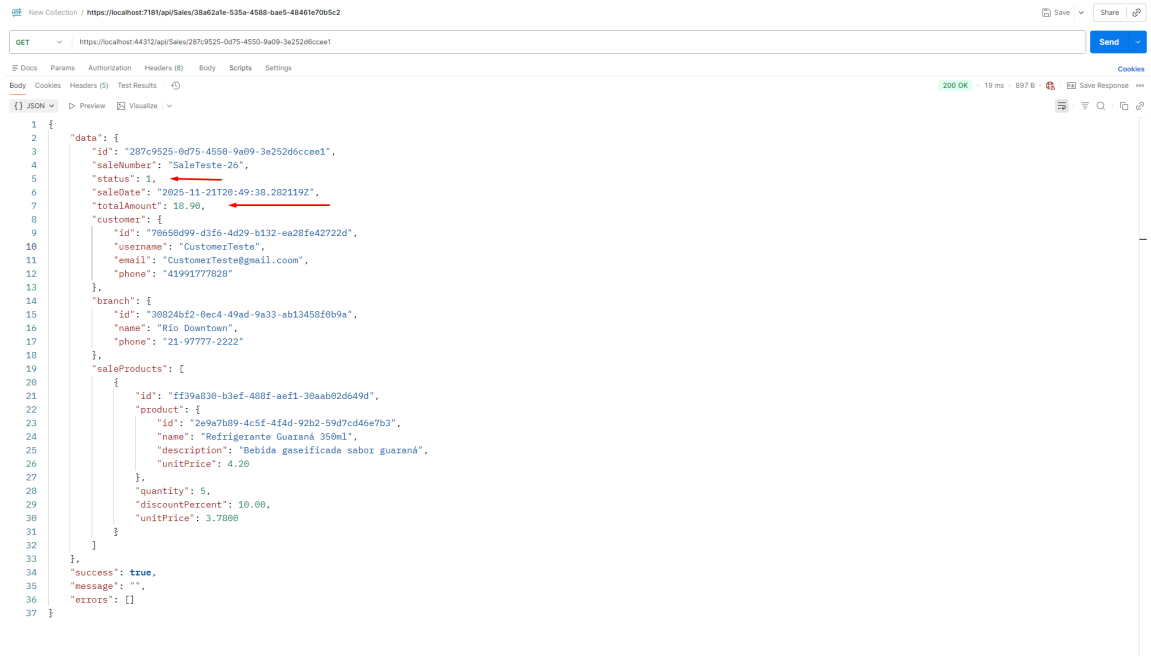 New Collection / https://localhost:7181/api/Sales/38a62a1e-535a-4588-bae5-48461e70b5c2
Save
Share
GET
https://localhost:44312/api/Sales/287c9525-0d75-4550-9a09-3e252d6ccee1
Send
Docs Params Authorization Headers (8) Body Scripts Settings
Cookies
Body Cookies Headers (5) Test Results
200 OK · 19 ms · 897 B · Save Response
{} JSON Preview Visualize
1 {
2 "data": {
3 "id": "287c9525-0d75-4550-9a09-3e252d6ccee1",
4 "saleNumber": "SaleTeste-26",
5 "status": 1,
6 "saleDate": "2025-11-21T20:49:38.282119Z",
7 "totalAmount": 18.90,
8 "customer": {
9 "id": "70650d99-d3f6-4d29-b132-ea28fe42722d",
10 "username": "CustomerTeste",
11 "email": "CustomerTeste@gmail.coom",
12 "phone": "41991777828"
13 },
14 "branch": {
15 "id": "30824bf2-0ec4-49ad-9a33-ab13458f0b9a",
16 "name": "Rio Downtown",
17 "phone": "21-97777-2222"
18 },
19 "saleProducts": [
20 {
21 "id": "ff39a830-b3ef-488f-aef1-30aab02d649d",
22 "product": {
23 "id": "2e9a7b89-4c5f-4f4d-92b2-59d7cd46e7b3",
24 "name": "Refrigerante Guaraná 350ml",
25 "description": "Bebida gaseificada sabor guaraná",
26 "unitPrice": 4.20
27 },
28 "quantity": 5,
29 "discountPercent": 10.00,
30 "unitPrice": 3.7800
31 }
32 ]
33 },
34 "success": true,
35 "message": "",
36 "errors": []
37 }